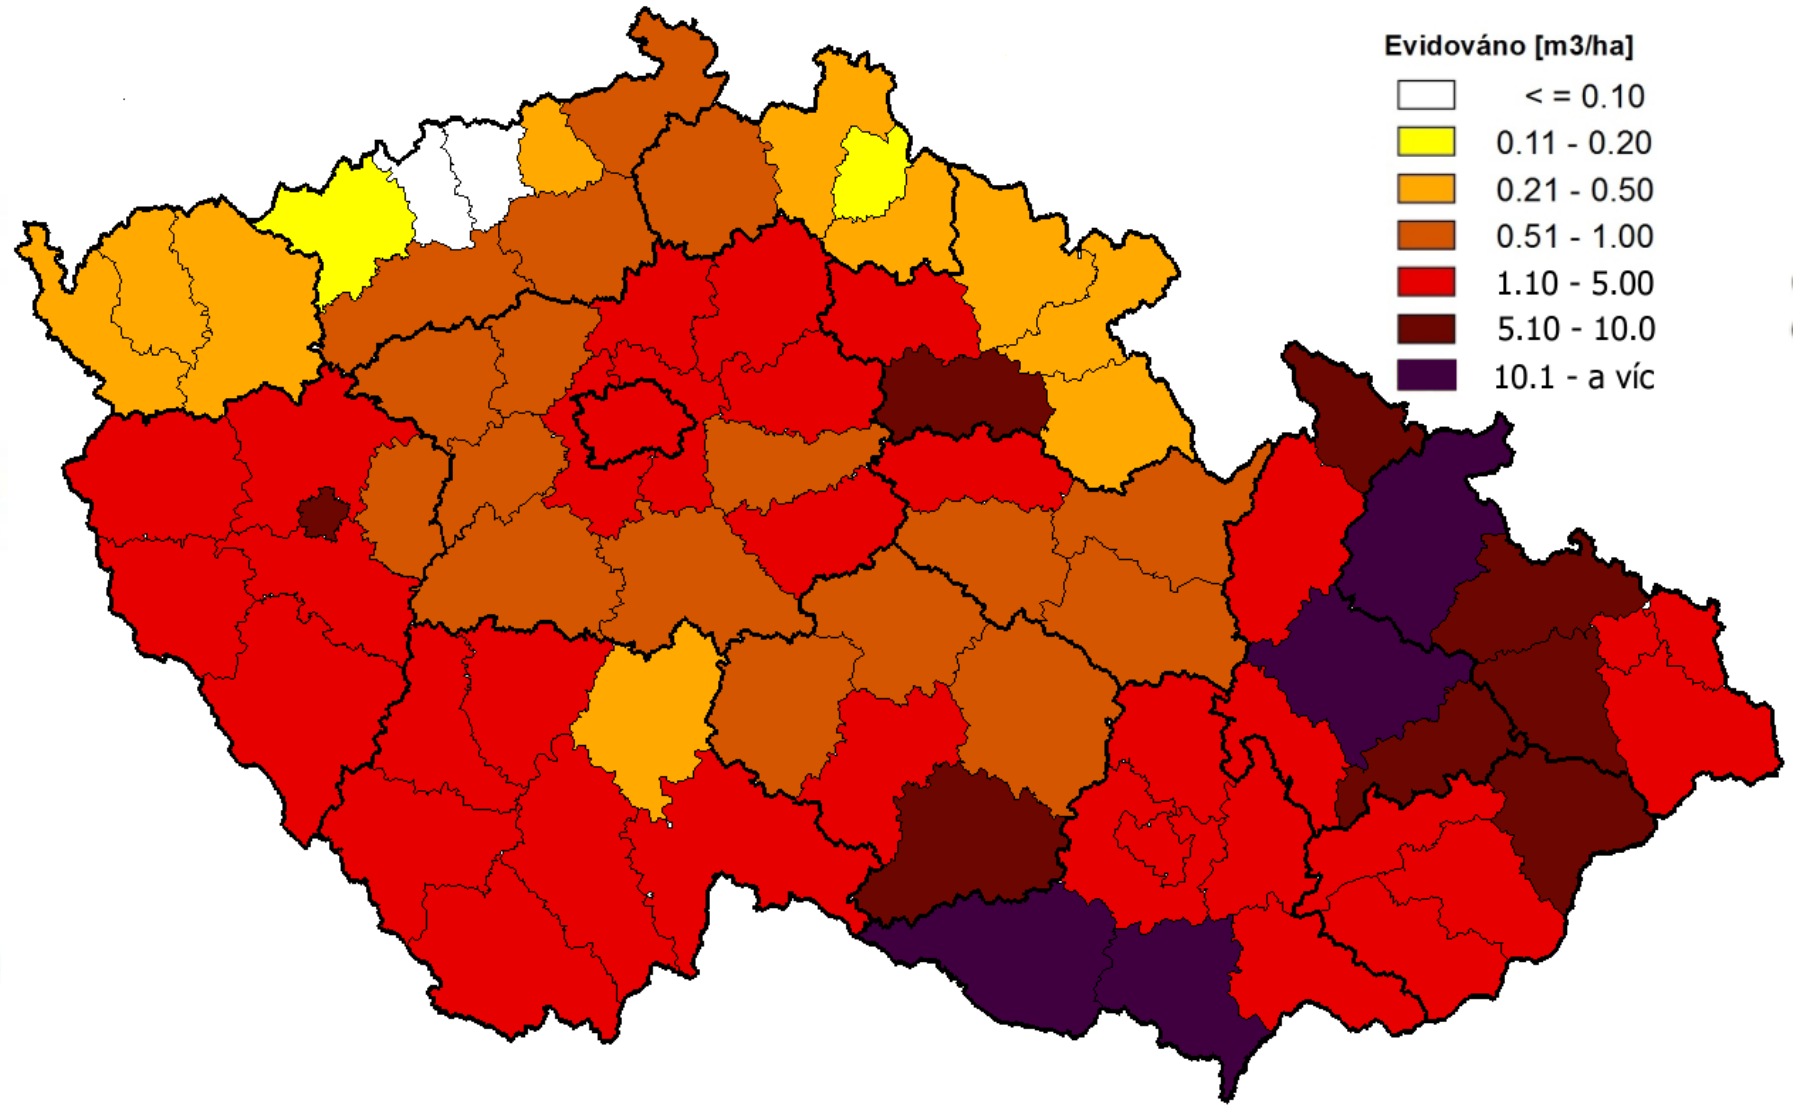 Evidováno [m3/ha]
< = 0.10
0.11 - 0.20
0.21 - 0.50
0.51 - 1.00
1.10 - 5.00
5.10 - 10.0
10.1 - a víc